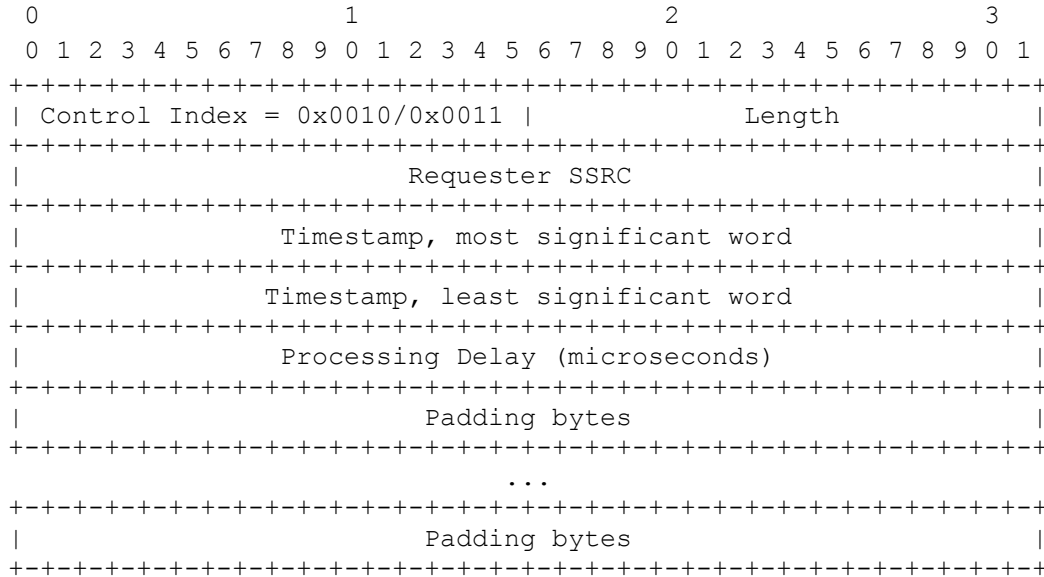 0                   1                   2                   3
 0 1 2 3 4 5 6 7 8 9 0 1 2 3 4 5 6 7 8 9 0 1 2 3 4 5 6 7 8 9 0 1
+-+-+-+-+-+-+-+-+-+-+-+-+-+-+-+-+-+-+-+-+-+-+-+-+-+-+-+-+-+-+-+-+
| Control Index = 0x0010/0x0011 |             Length            |
+-+-+-+-+-+-+-+-+-+-+-+-+-+-+-+-+-+-+-+-+-+-+-+-+-+-+-+-+-+-+-+-+
|                        Requester SSRC                         |
+-+-+-+-+-+-+-+-+-+-+-+-+-+-+-+-+-+-+-+-+-+-+-+-+-+-+-+-+-+-+-+-+
|                Timestamp, most significant word               |
+-+-+-+-+-+-+-+-+-+-+-+-+-+-+-+-+-+-+-+-+-+-+-+-+-+-+-+-+-+-+-+-+
|               Timestamp, least significant word               |
+-+-+-+-+-+-+-+-+-+-+-+-+-+-+-+-+-+-+-+-+-+-+-+-+-+-+-+-+-+-+-+-+
|                Processing Delay (microseconds)                |
+-+-+-+-+-+-+-+-+-+-+-+-+-+-+-+-+-+-+-+-+-+-+-+-+-+-+-+-+-+-+-+-+
|                         Padding bytes                         |
+-+-+-+-+-+-+-+-+-+-+-+-+-+-+-+-+-+-+-+-+-+-+-+-+-+-+-+-+-+-+-+-+
                               ...
+-+-+-+-+-+-+-+-+-+-+-+-+-+-+-+-+-+-+-+-+-+-+-+-+-+-+-+-+-+-+-+-+
|                         Padding bytes                         |
+-+-+-+-+-+-+-+-+-+-+-+-+-+-+-+-+-+-+-+-+-+-+-+-+-+-+-+-+-+-+-+-+